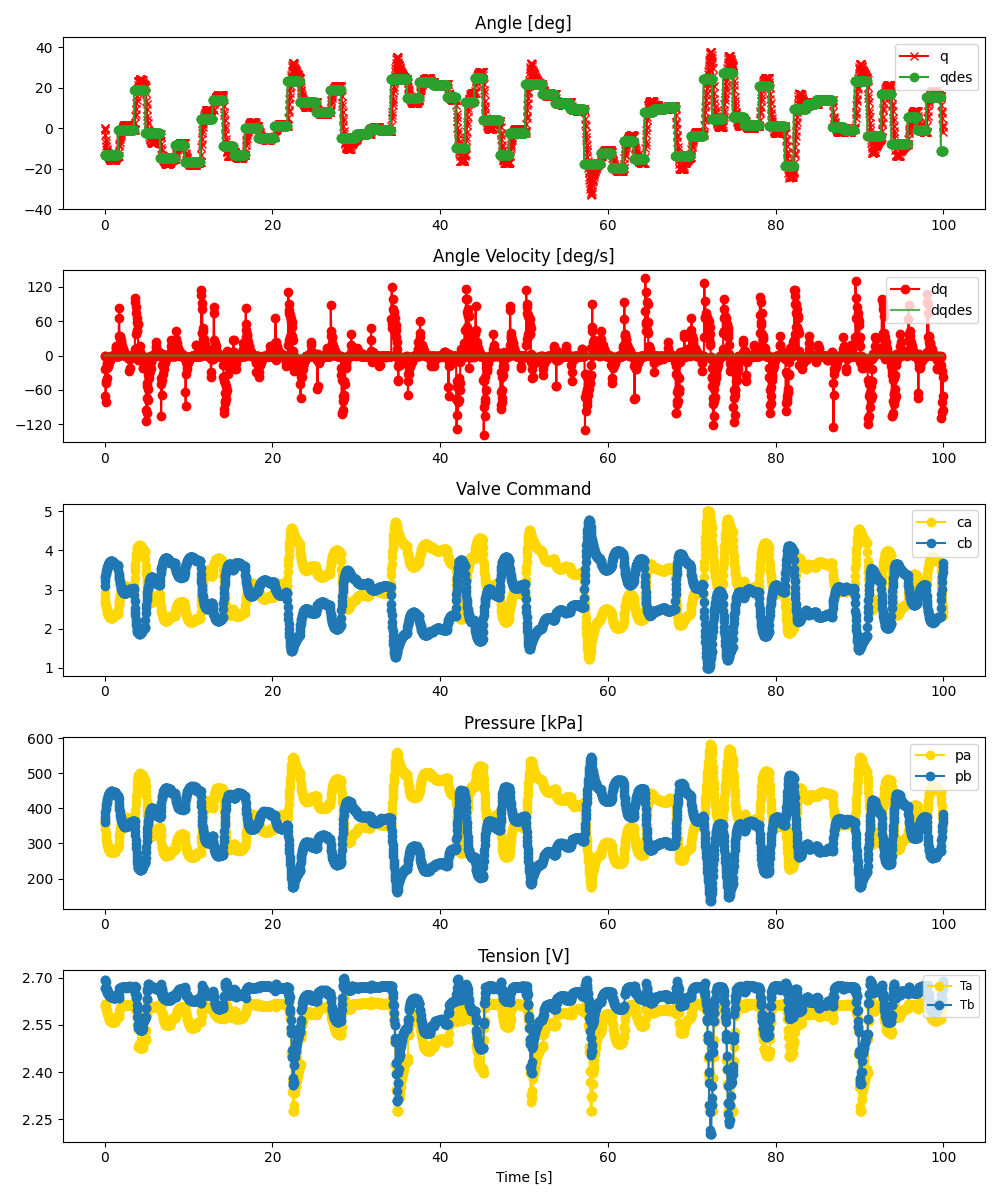 Angle [deg]
40
20
0
−20
−40
q
qdes
0 20 40 60 80 100
Angle Velocity [deg/s]
120
60
0
−60
−120
dq
dqdes
0 20 40 60 80 100
Valve Command
5
4
3
2
1
ca
cb
0 20 40 60 80 100
Pressure [kPa]
600
500
400
300
200
pa
pb
0 20 40 60 80 100
Tension [V]
2.70
2.55
2.40
2.25
Ta
Tb
0 20 40 60 80 100
Time [s]